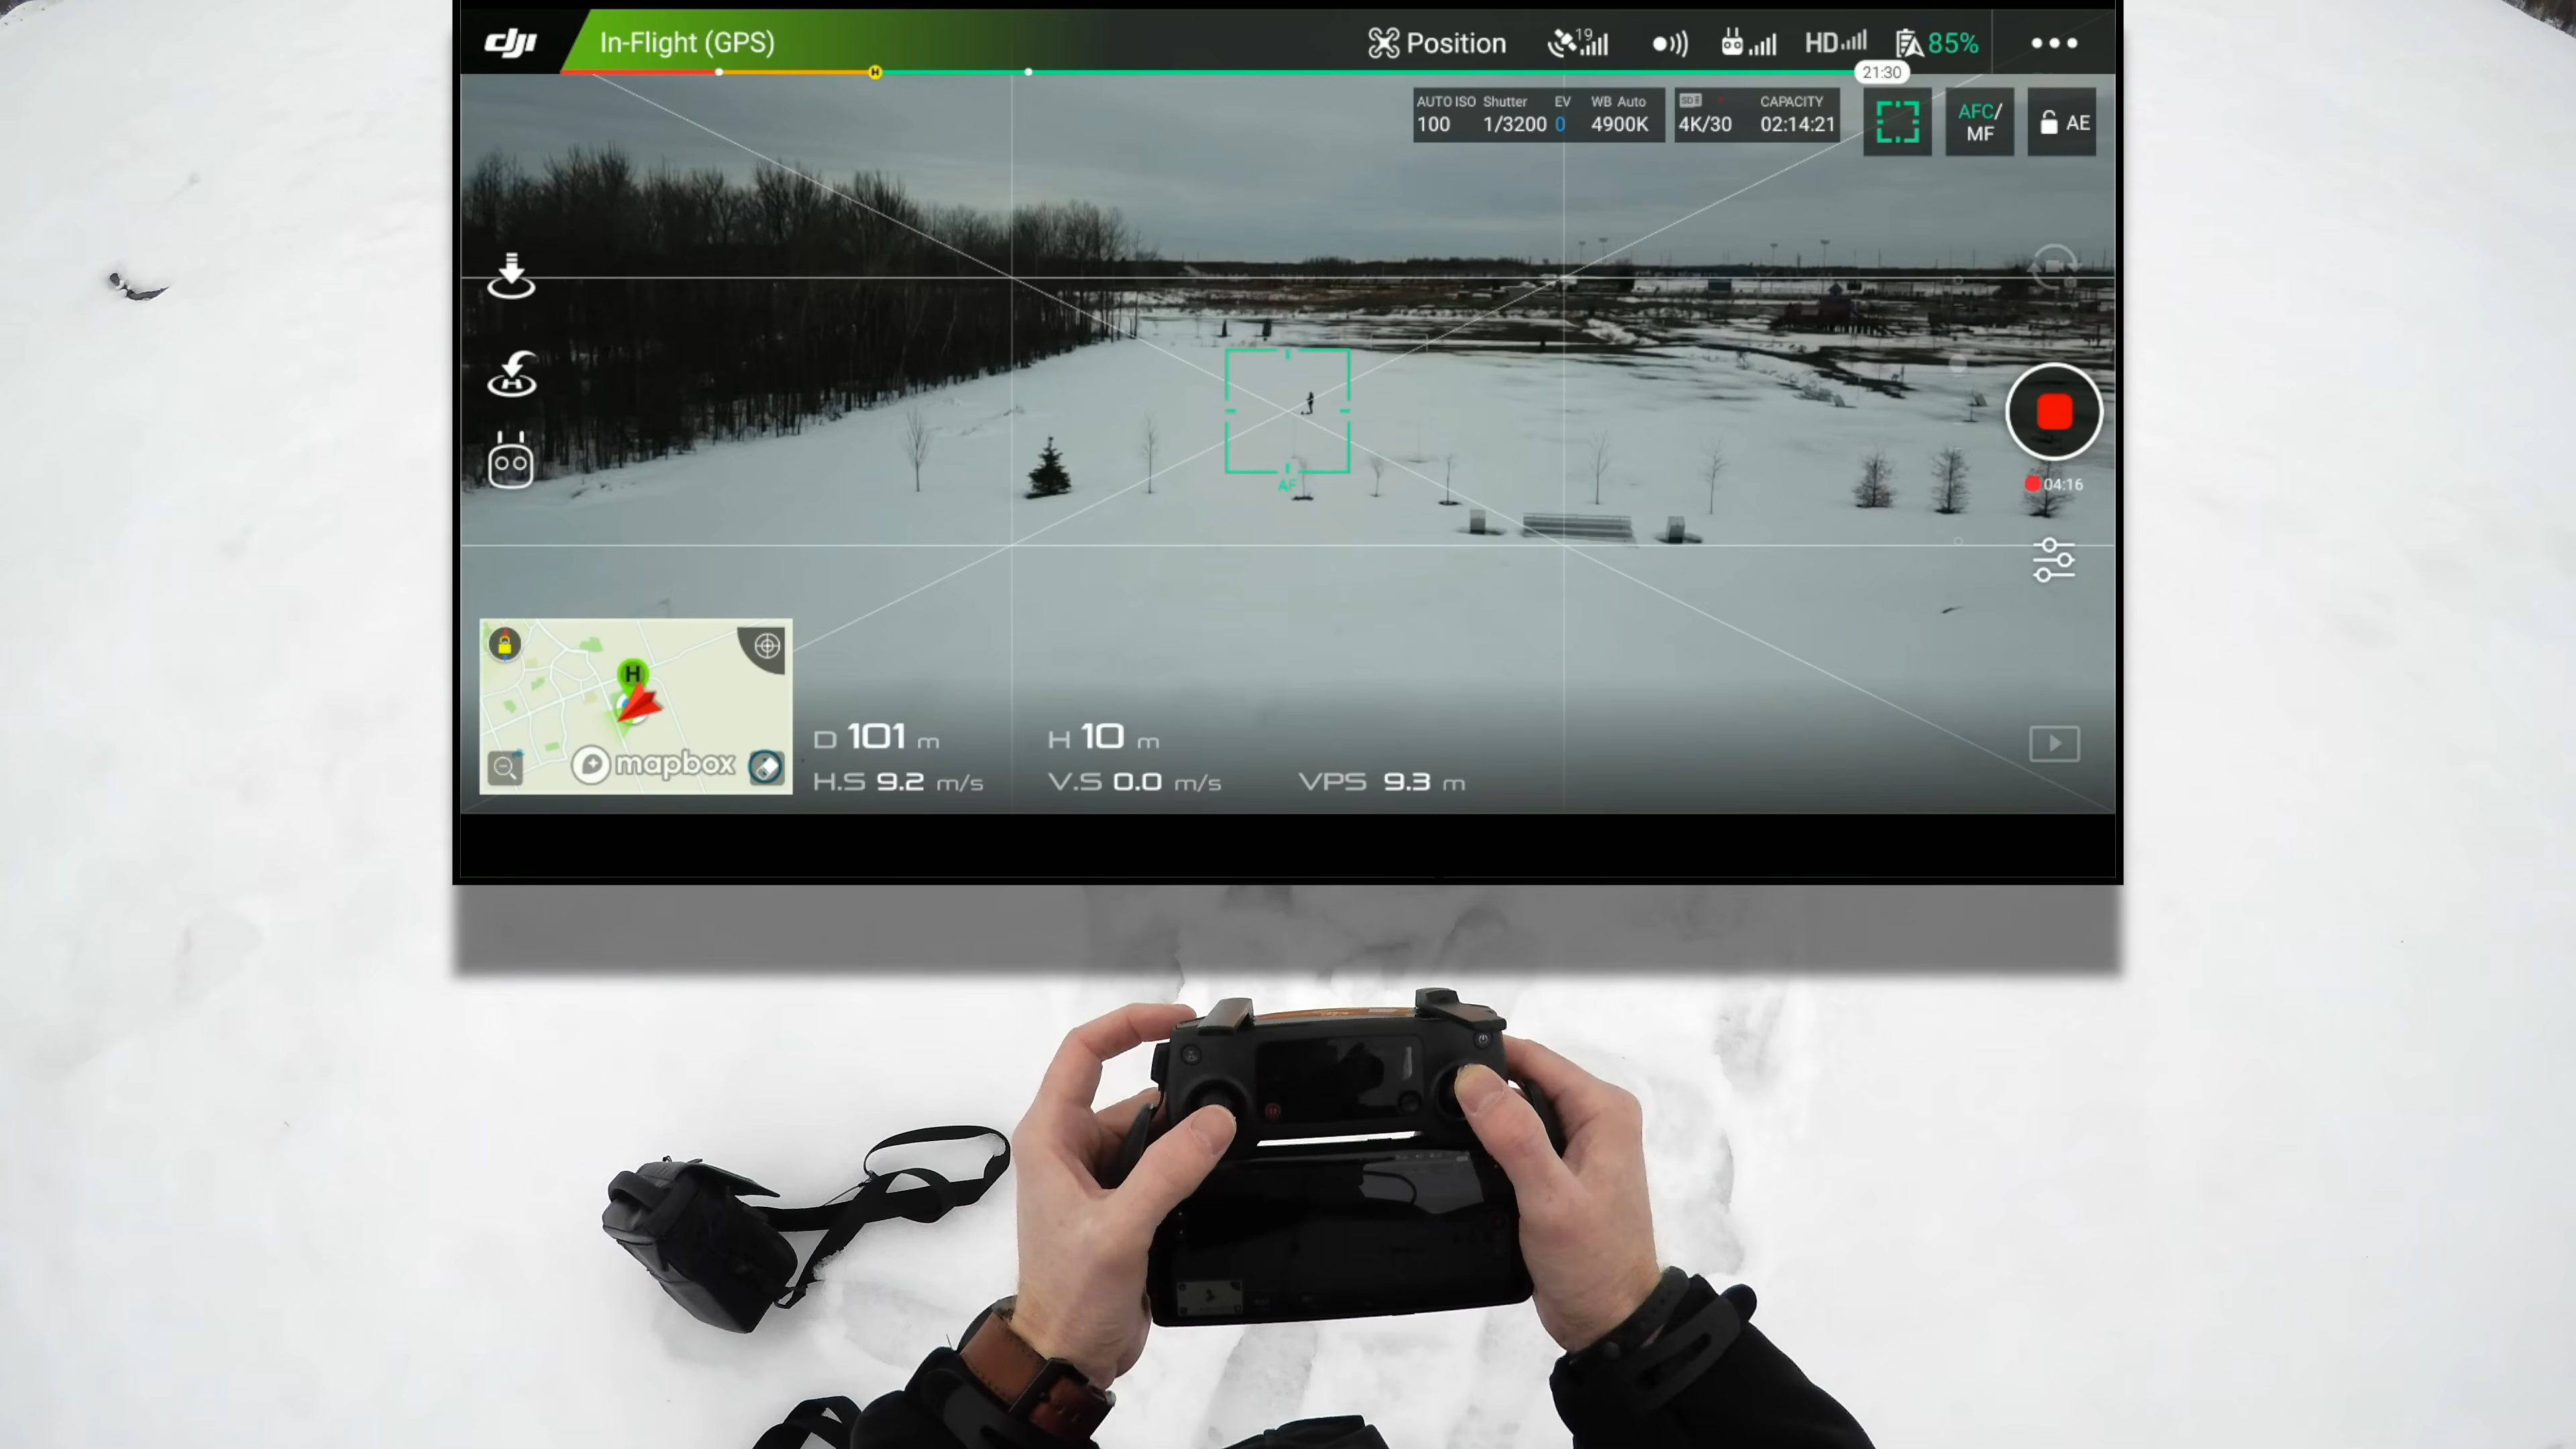 dji In-Flight (GPS) Position 19 HD 85%
21:30
AUTO ISO Shutter EV WB Auto
100 1/3200 0 4900K
SD CAPACITY
4K/30 02:14:21
AFC/
MF
AE
H
AF
04:16
H
mapbox
D 101 m H 10 m
H.S 9.2 m/s V.S 0.0 m/s VPS 9.3 m